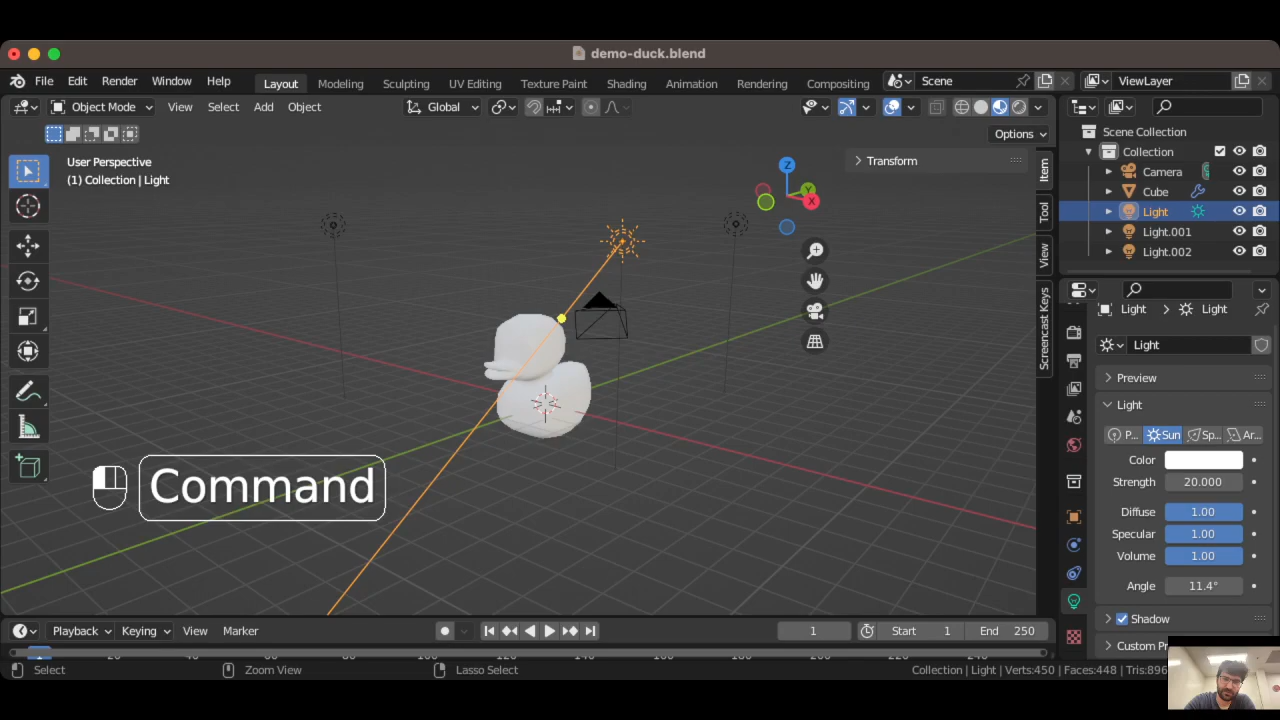 demo-duck.blend
File Edit Render Window Help Layout Modeling Sculpting UV Editing Texture Paint Shading Animation Rendering Compositing Scene ViewLayer
Object Mode View Select Add Object Global
Options
User Perspective
(1) Collection | Light
Transform
Z
Y
X
Item
Tool
View
Screencast Keys
Command
Scene Collection
Collection
Camera
Cube
Light
Light.001
Light.002
Light > Light
Light
Preview
Light
P... Sun Sp... Ar...
Color
Strength 20.000
Diffuse 1.00
Specular 1.00
Volume 1.00
Angle 11.4°
Shadow
Custom Pr
Playback Keying View Marker 1 Start 1 End 250
1
Select Zoom View Lasso Select Collection | Light | Verts:450 | Faces:448 | Tris:896